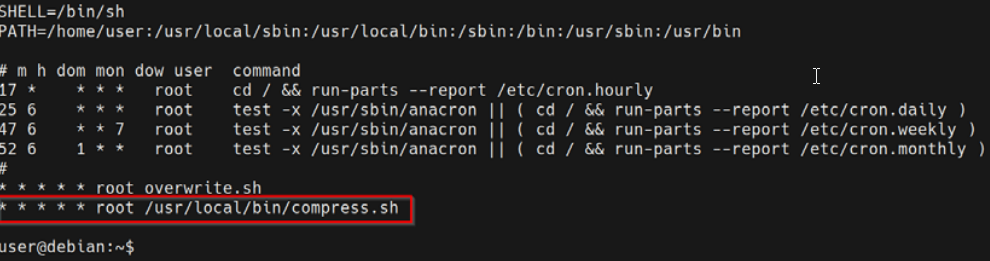 SHELL=/bin/sh
PATH=/home/user:/usr/local/sbin:/usr/local/bin:/sbin:/bin:/usr/sbin:/usr/bin
# m h dom mon dow user  command
17 *    * * *   root    cd / && run-parts --report /etc/cron.hourly
25 6    * * *   root    test -x /usr/sbin/anacron || ( cd / && run-parts --report /etc/cron.daily )
47 6    * * 7   root    test -x /usr/sbin/anacron || ( cd / && run-parts --report /etc/cron.weekly )
52 6    1 * *   root    test -x /usr/sbin/anacron || ( cd / && run-parts --report /etc/cron.monthly )
#
* * * * * root overwrite.sh
* * * * * root /usr/local/bin/compress.sh
user@debian:~$